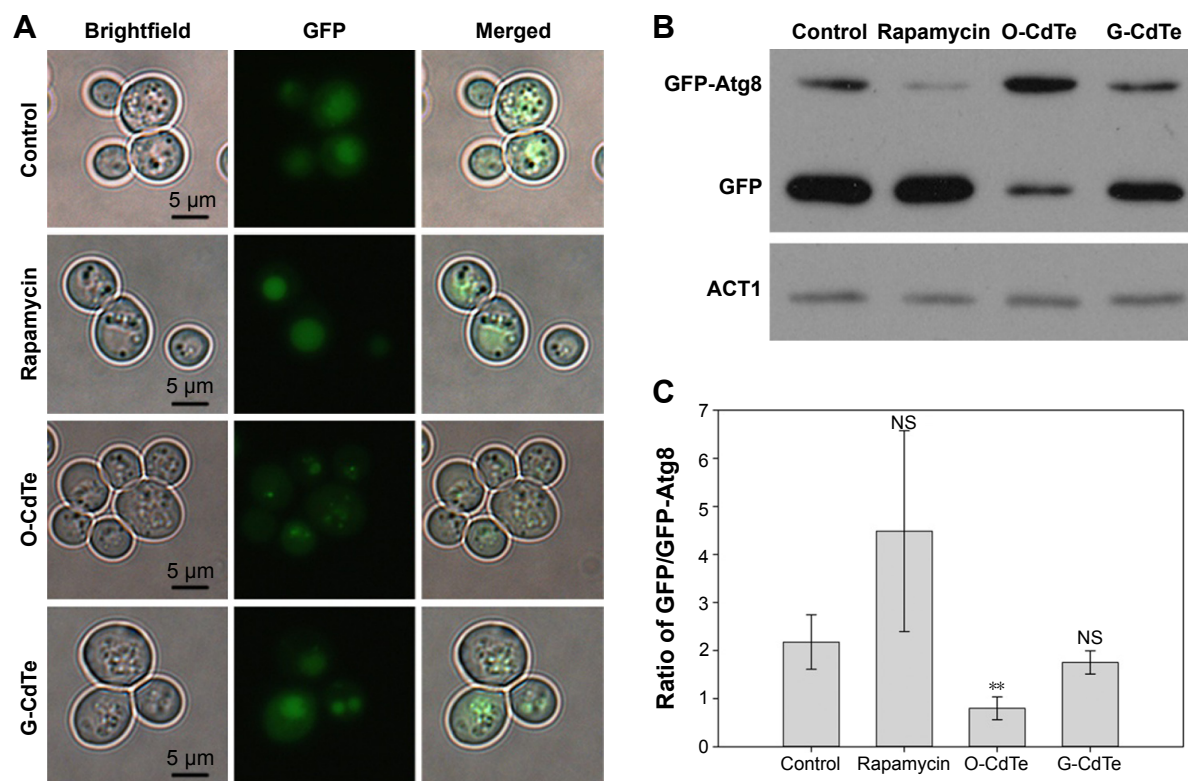 A
Brightfield GFP Merged
Control
5 µm
Rapamycin
5 µm
O-CdTe
5 µm
G-CdTe
5 µm
B
Control Rapamycin O-CdTe G-CdTe
GFP-Atg8
GFP
ACT1
C
Ratio of GFP/GFP-Atg8
7
6
5
4
3
2
1
0
NS
**
NS
Control Rapamycin O-CdTe G-CdTe